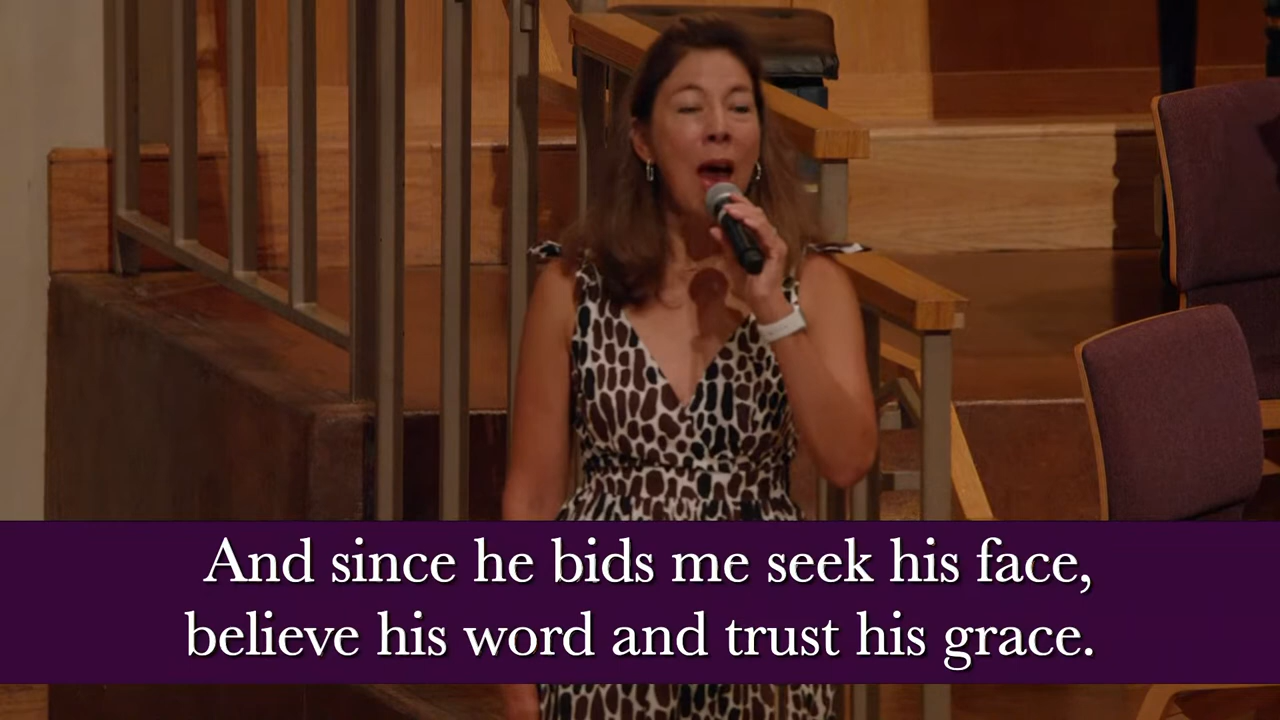 And since he bids me seek his face,
believe his word and trust his grace.